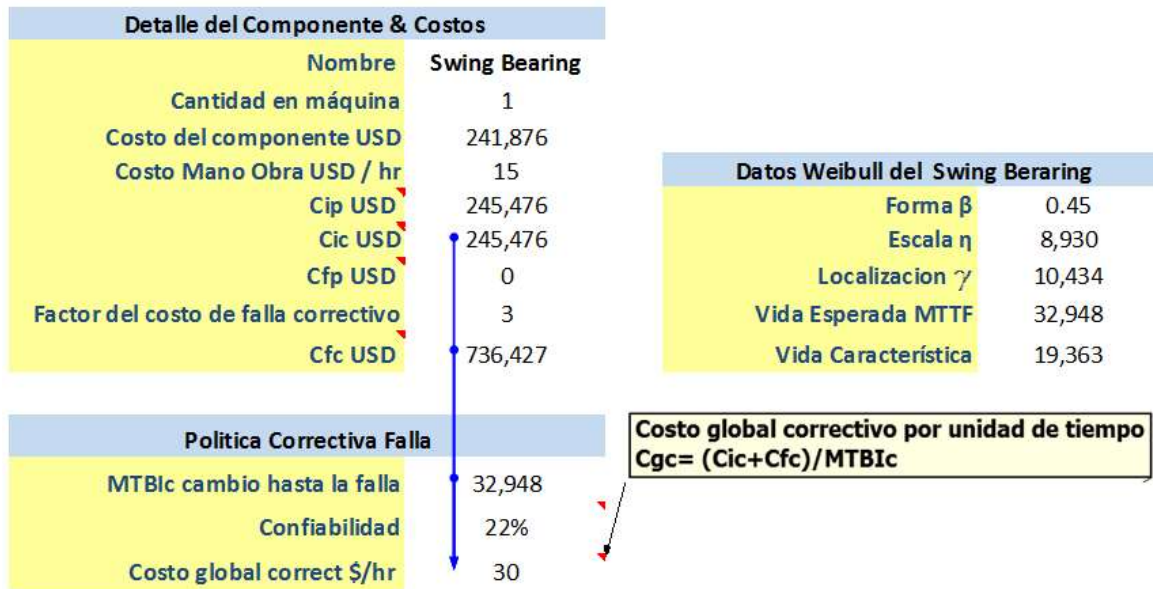 Detalle del Componente & Costos
Nombre Swing Bearing
Cantidad en máquina 1
Costo del componente USD 241,876
Costo Mano Obra USD / hr 15
Cip USD 245,476
Cic USD 245,476
Cfp USD 0
Factor del costo de falla correctivo 3
Cfc USD 736,427
Datos Weibull del Swing Beraring
Forma β 0.45
Escala η 8,930
Localizacion γ 10,434
Vida Esperada MTTF 32,948
Vida Característica 19,363
Politica Correctiva Falla
MTBIc cambio hasta la falla 32,948
Confiabilidad 22%
Costo global correct $/hr 30
Costo global correctivo por unidad de tiempo
Cgc= (Cic+Cfc)/MTBIc